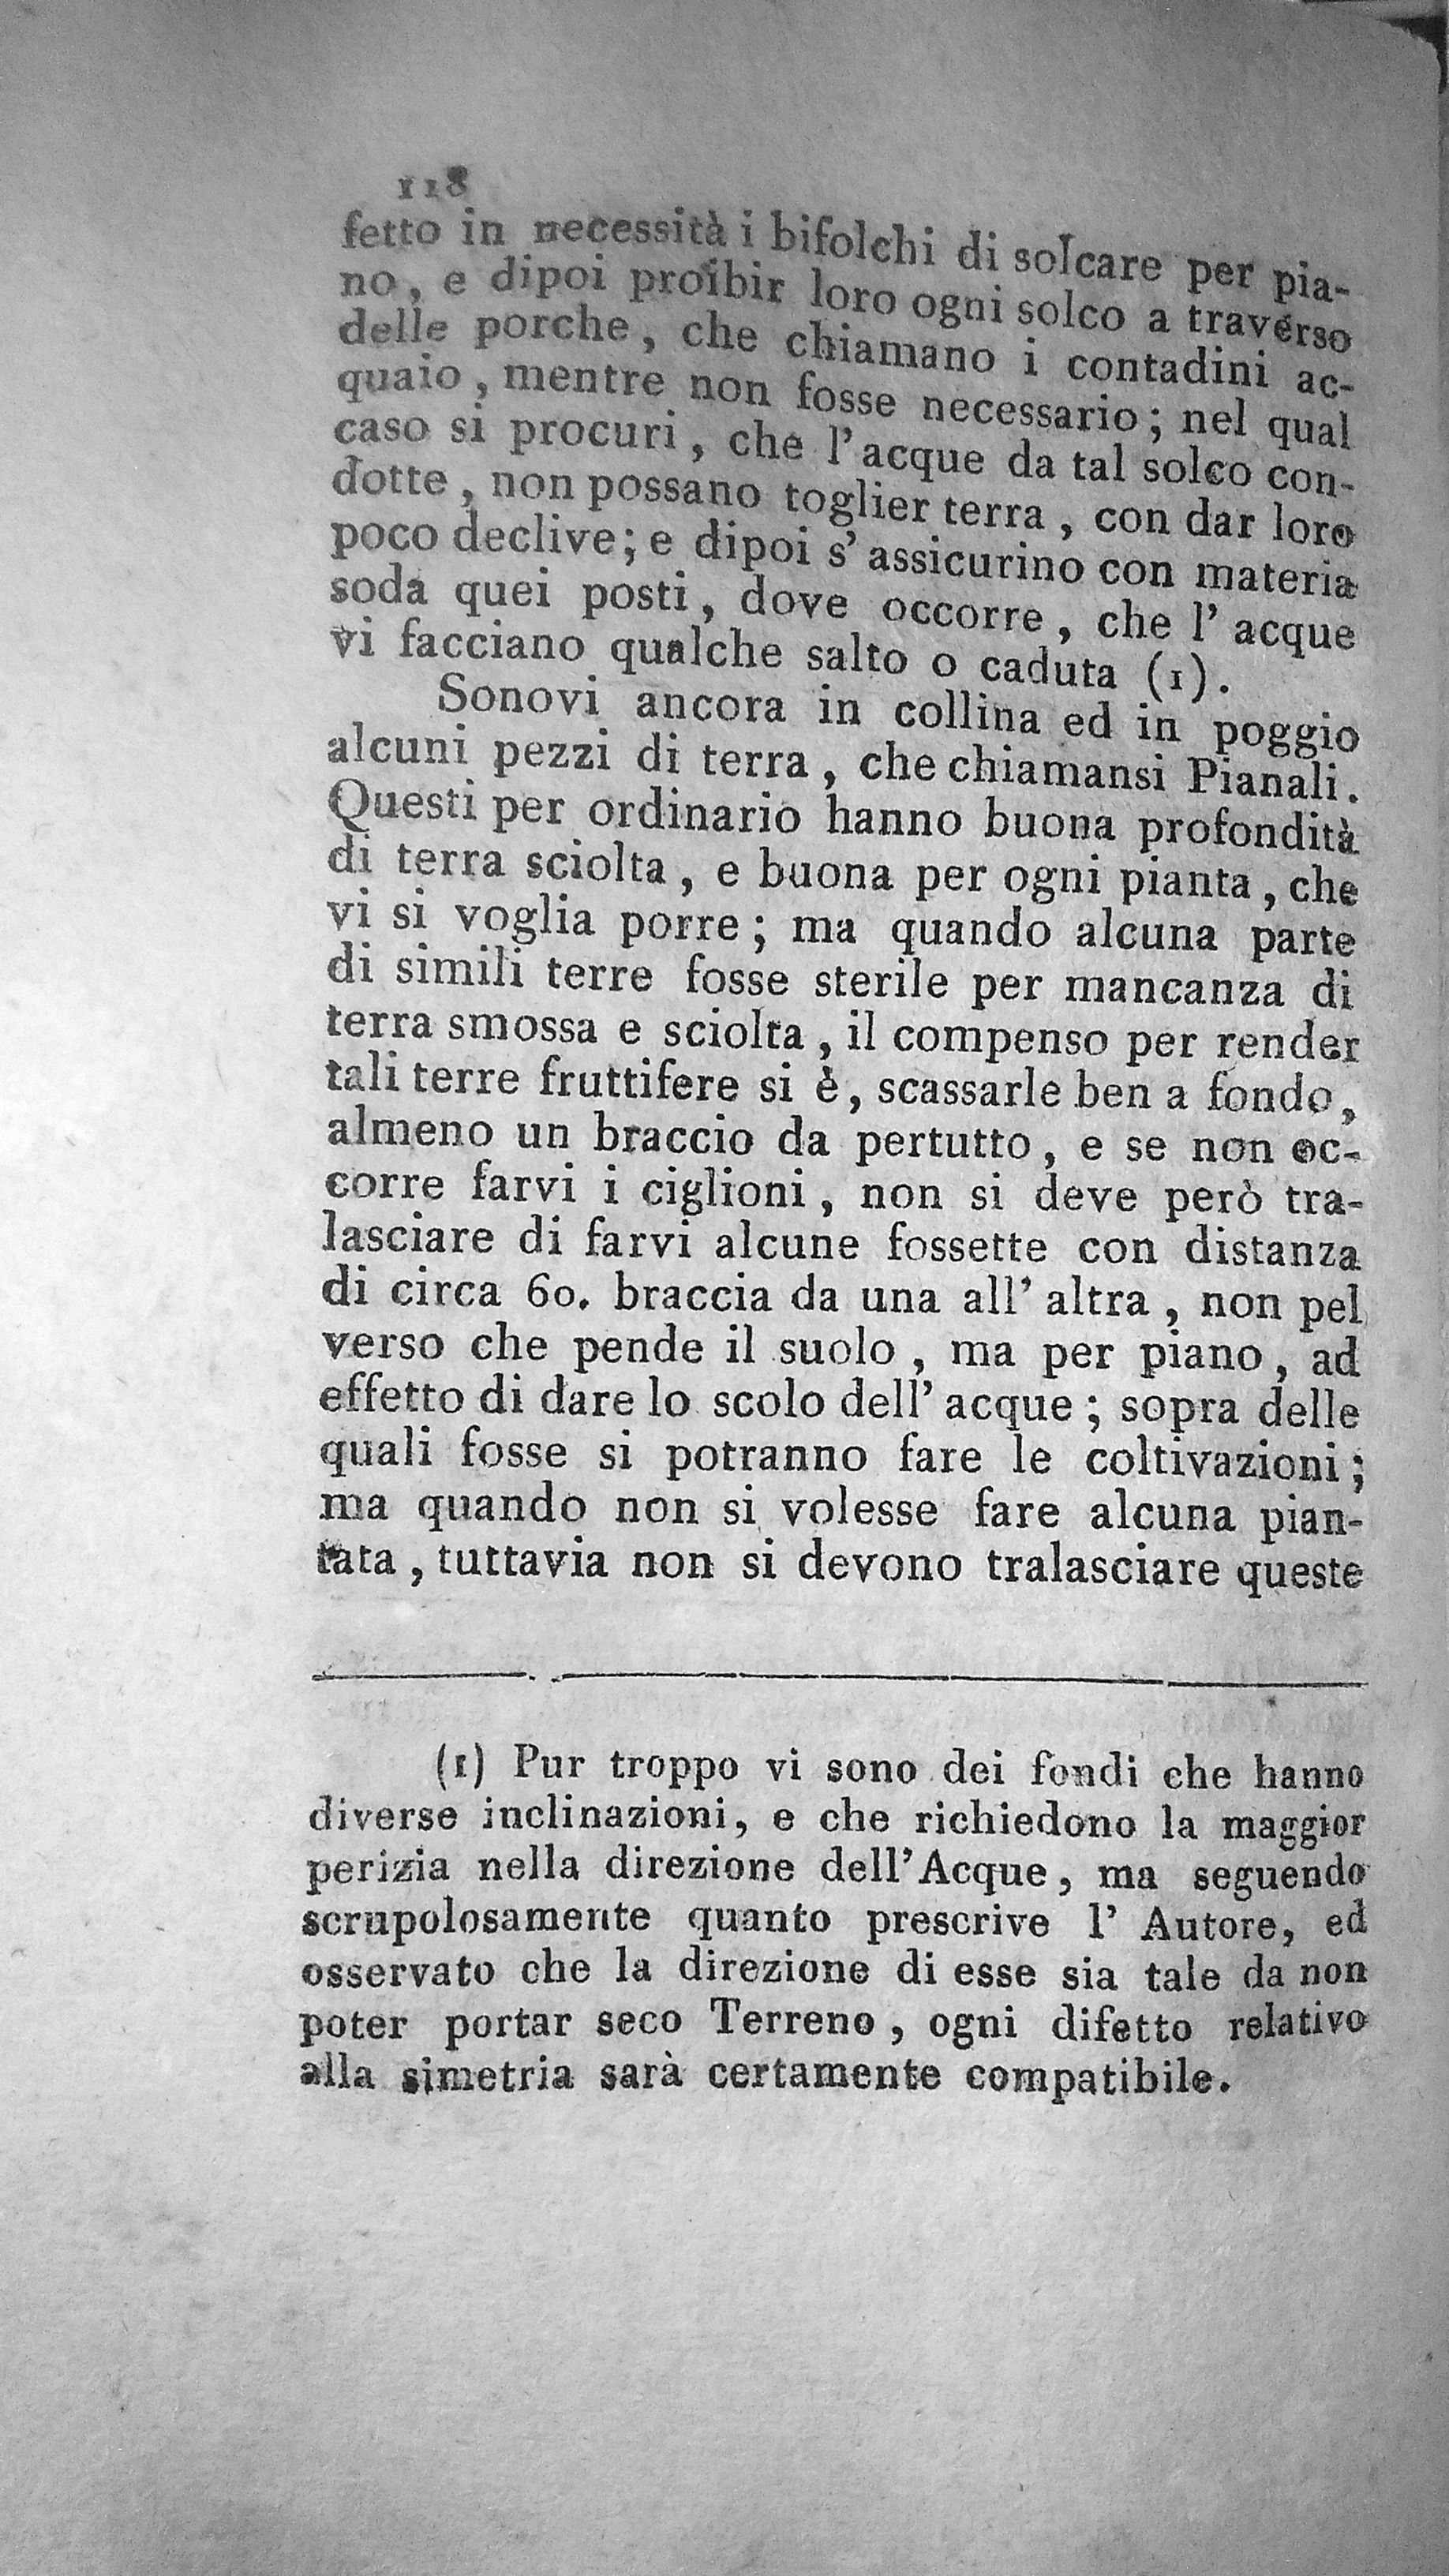 118
fetto in necessità i bifolchi di solcare per pia-
no, e dipoi proibir loro ogni solco a traverso
delle porche, che chiamano i contadini ac-
quaio, mentre non fosse necessario; nel qual
caso si procuri, che l'acque da tal solco con-
dotte, non possano toglier terra, con dar loro
poco declive; e dipoi s'assicurino con materia
soda quei posti, dove occorre, che l'acque
vi facciano qualche salto o caduta (1).
Sonovi ancora in collina ed in poggio
alcuni pezzi di terra, che chiamansi Pianali.
Questi per ordinario hanno buona profondità
di terra sciolta, e buona per ogni pianta, che
vi si voglia porre; ma quando alcuna parte
di simili terre fosse sterile per mancanza di
terra smossa e sciolta, il compenso per render
tali terre fruttifere si è, scassarle ben a fondo,
almeno un braccio da pertutto, e se non oc-
corre farvi i ciglioni, non si deve però tra-
lasciare di farvi alcune fossette con distanza
di circa 60. braccia da una all'altra, non pel
verso che pende il suolo, ma per piano, ad
effetto di dare lo scolo dell'acque; sopra delle
quali fosse si potranno fare le coltivazioni;
ma quando non si volesse fare alcuna pian-
tata, tuttavia non si devono tralasciare queste
(1) Pur troppo vi sono dei fondi che hanno
diverse inclinazioni, e che richiedono la maggior
perizia nella direzione dell'Acque, ma seguendo
scrupolosamente quanto prescrive l'Autore, ed
osservato che la direzione di esse sia tale da non
poter portar seco Terreno, ogni difetto relativo
alla simetria sarà certamente compatibile.